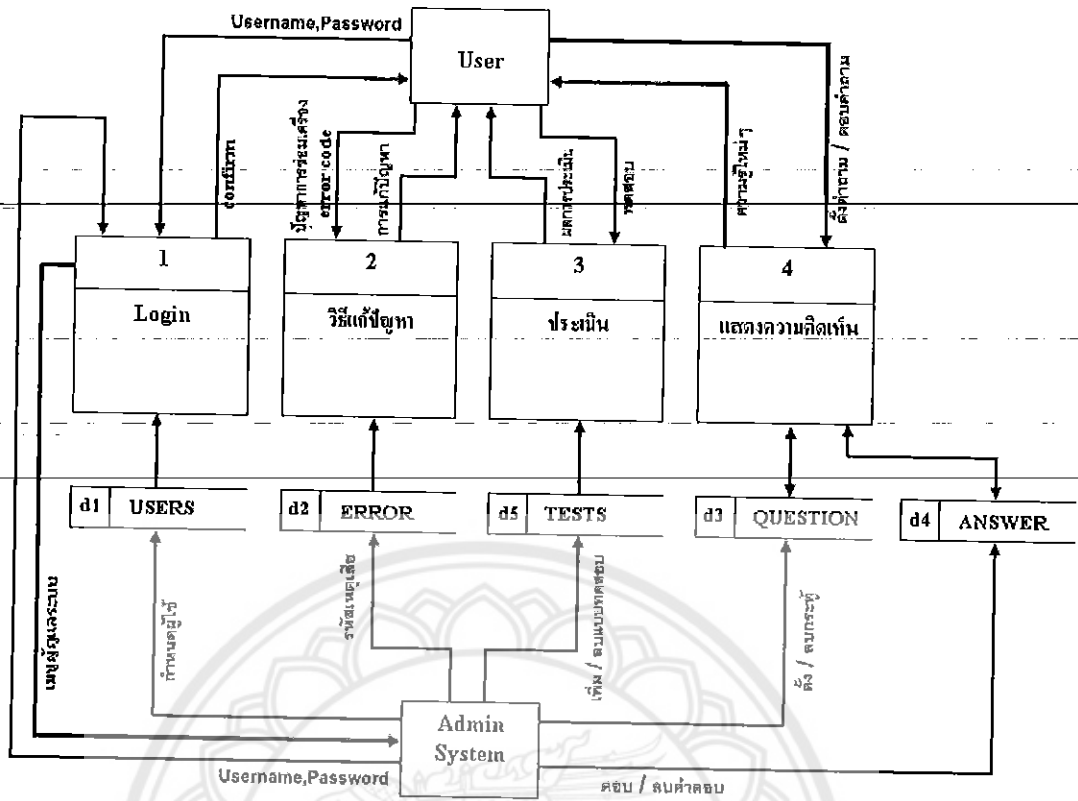 Username,Password
User
confirm
ปัญหาการซ่อมเครื่อง
error code
การแก้ปัญหา
ผลการประเมิน
ทดสอบ
ความรู้ใหม่ๆ
ตั้งคำถาม / ตอบคำถาม
1
Login
2
วิธีแก้ปัญหา
3
ประเมิน
4
แสดงความคิดเห็น
d1 USERS
d2 ERROR
d5 TESTS
d3 QUESTION
d4 ANSWER
เมนูผู้ดูแลระบบ
กำหนดผู้ใช้
รหัสเหตุเสีย
เพิ่ม / ลบแบบทดสอบ
ตั้ง / ลบกระทู้
Admin
System
Username,Password
ตอบ / ลบคำตอบ